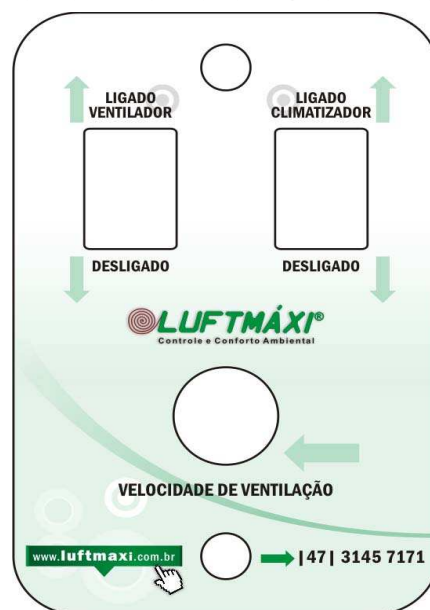 LIGADO
VENTILADOR
LIGADO
CLIMATIZADOR
DESLIGADO
DESLIGADO
LUFTMÁXI®
Controle e Conforto Ambiental
VELOCIDADE DE VENTILAÇÃO
www.luftmaxi.com.br
|47| 3145 7171